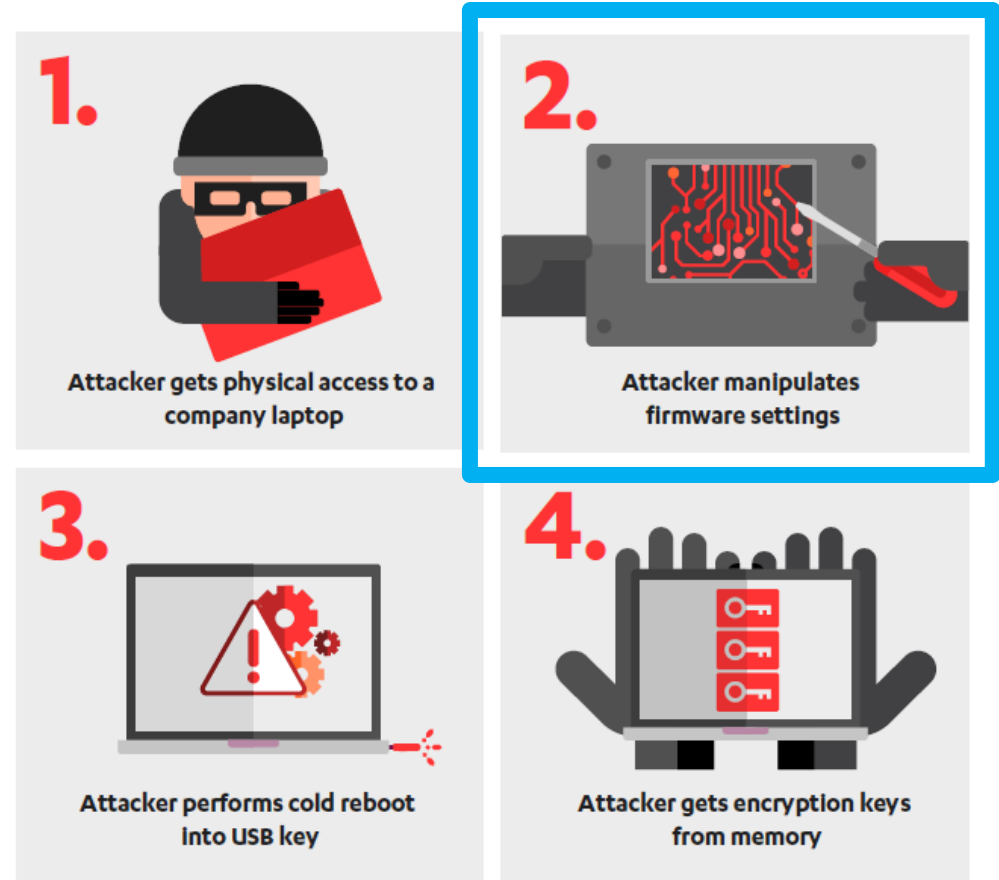 1.
Attacker gets physical access to a
company laptop
2.
Attacker manipulates
firmware settings
3.
Attacker performs cold reboot
into USB key
4.
Attacker gets encryption keys
from memory